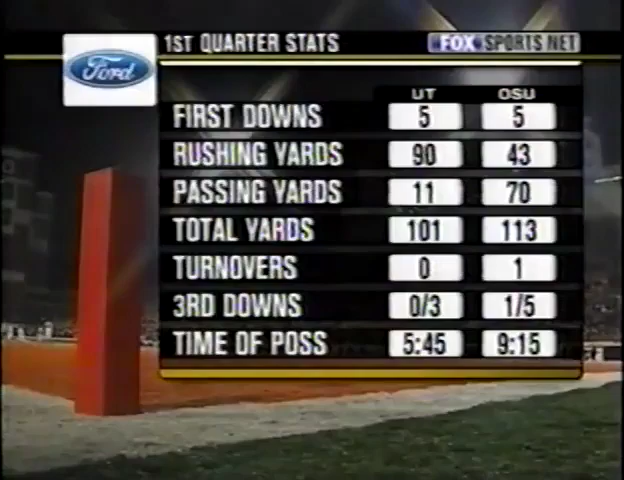 1ST QUARTER STATS FOX SPORTS NET
Ford
UT OSU
FIRST DOWNS 5 5
RUSHING YARDS 90 43
PASSING YARDS 11 70
TOTAL YARDS 101 113
TURNOVERS 0 1
3RD DOWNS 0/3 1/5
TIME OF POSS 5:45 9:15